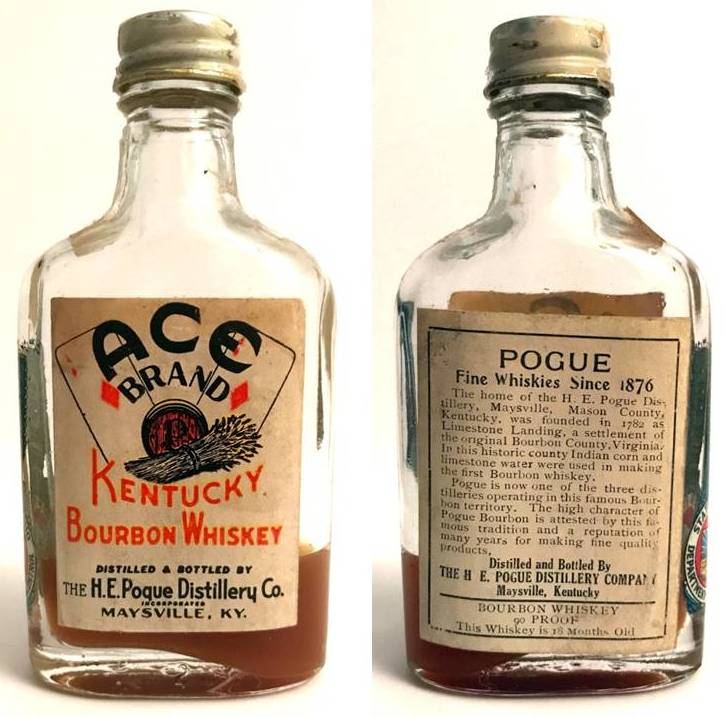 ACE
BRAND
KENTUCKY
BOURBON WHISKEY
DISTILLED & BOTTLED BY
THE H.E. Pogue Distillery Co.
INCORPORATED
MAYSVILLE, KY.
POGUE
Fine Whiskies Since 1876
The home of the H. E. Pogue Dis-
tillery, Maysville, Mason County,
Kentucky, was founded in 1782 as
Limestone Landing, a settlement of
the original Bourbon County, Virginia.
In this historic county Indian corn and
limestone water were used in making
the first Bourbon whiskey.
Pogue is now one of the three dis-
tilleries operating in this famous Bour-
bon territory. The high character of
Pogue Bourbon is attested by this fa-
mous tradition and a reputation of
many years for making fine quality
products.
Distilled and Bottled By
THE H E. POGUE DISTILLERY COMPANY
Maysville, Kentucky
BOURBON WHISKEY
90 PROOF
This Whiskey is 18 Months Old